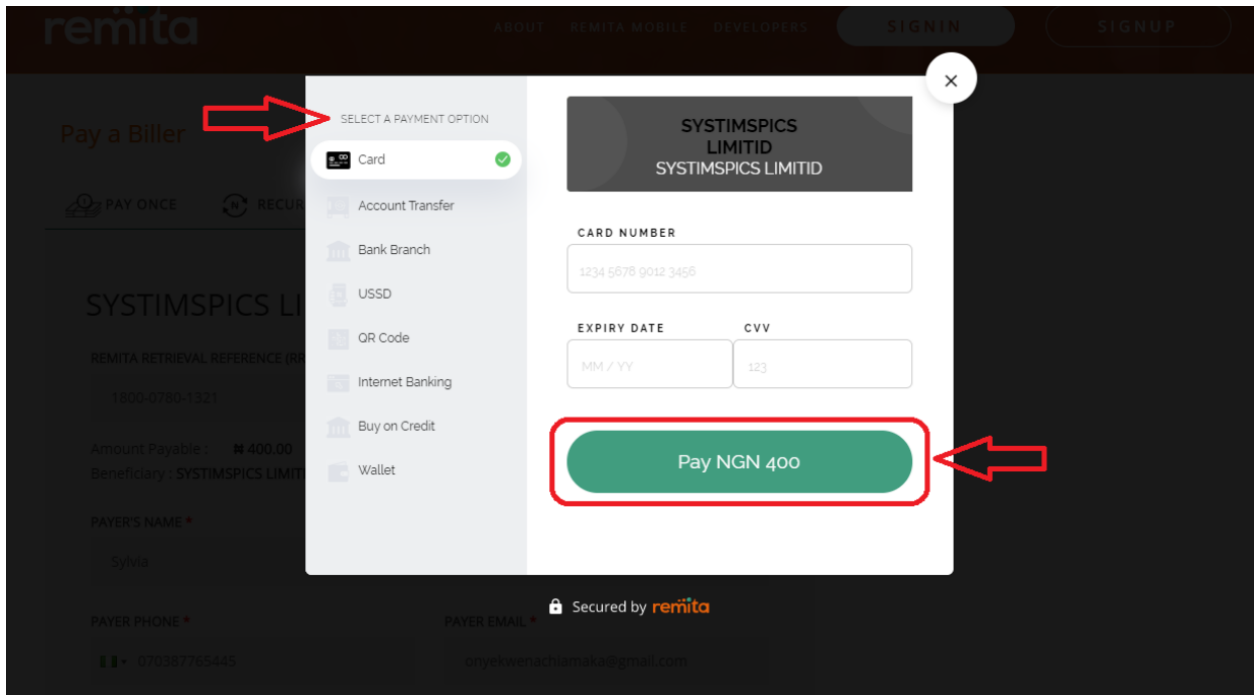 remita
ABOUT REMITA MOBILE DEVELOPERS SIGNIN SIGNUP
Pay a Biller
PAY ONCE RECUR
SYSTIMSPICS LI
REMITA RETRIEVAL REFERENCE (RR
1800-0780-1321
Amount Payable : ₦ 400.00
Beneficiary : SYSTIMSPICS LIMITI
PAYER'S NAME *
Sylvia
PAYER PHONE *
070387765445
PAYER EMAIL *
onyekwenachiamaka@gmail.com
SELECT A PAYMENT OPTION
Card
Account Transfer
Bank Branch
USSD
QR Code
Internet Banking
Buy on Credit
Wallet
×
SYSTIMSPICS
LIMITID
SYSTIMSPICS LIMITID
CARD NUMBER
1234 5678 9012 3456
EXPIRY DATE CVV
MM / YY 123
Pay NGN 400
Secured by remita